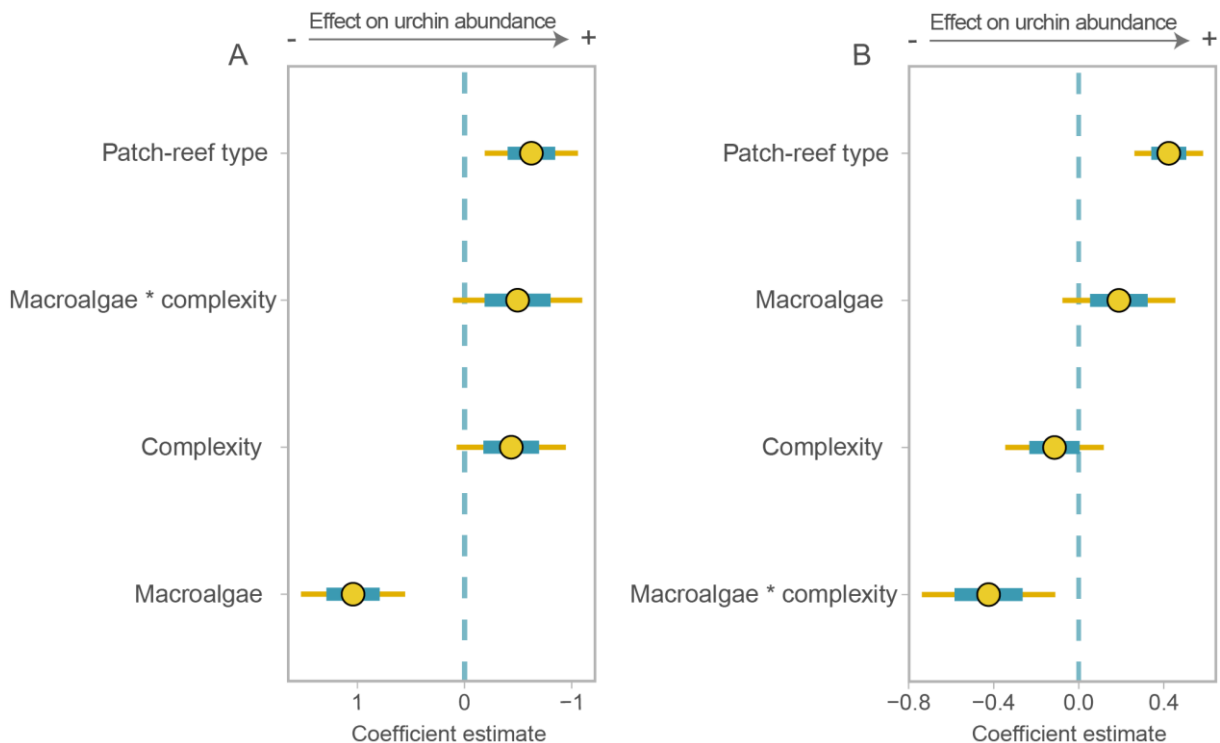 Effect on urchin abundance
- +
A
Patch-reef type
Macroalgae * complexity
Complexity
Macroalgae
1 0 −1
Coefficient estimate
Effect on urchin abundance
- +
B
Patch-reef type
Macroalgae
Complexity
Macroalgae * complexity
−0.8 −0.4 0.0 0.4
Coefficient estimate